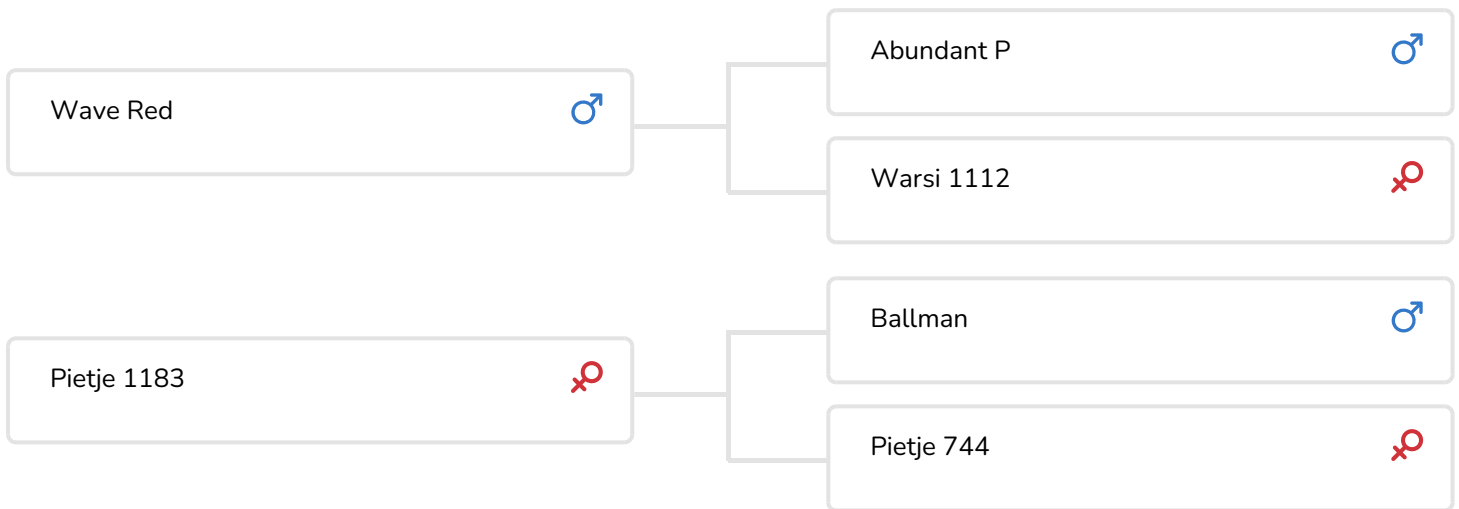 Abundant P
Wave Red
Warsi 1112
Ballman
Pietje 1183
Pietje 744